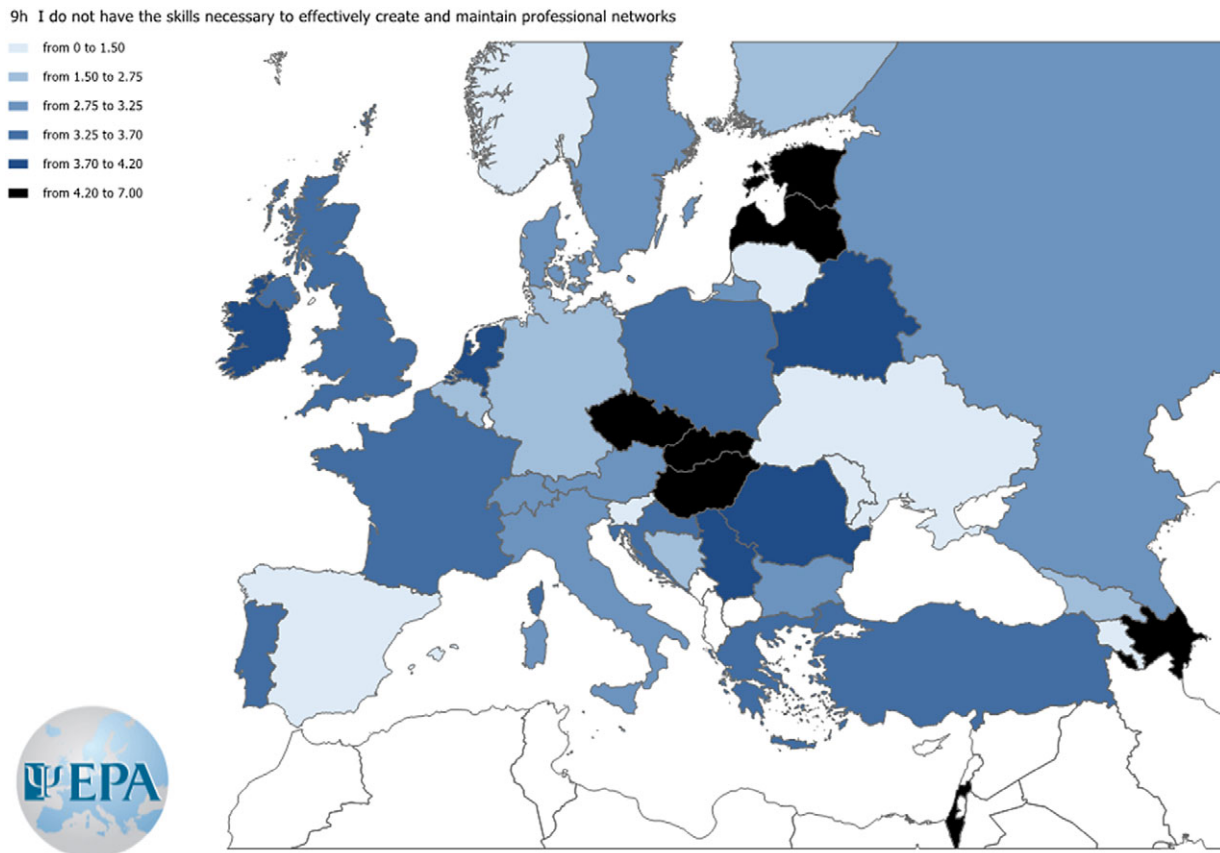 9h I do not have the skills necessary to effectively create and maintain professional networks
from 0 to 1.50
from 1.50 to 2.75
from 2.75 to 3.25
from 3.25 to 3.70
from 3.70 to 4.20
from 4.20 to 7.00
ΨEPA